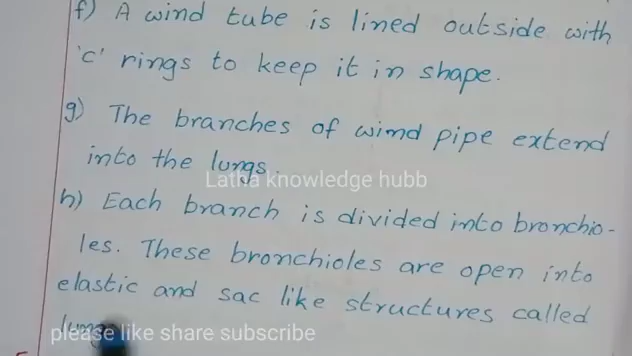 f) A wind tube is lined outside with
'c' rings to keep it in shape.
g) The branches of wind pipe extend
into the lungs.
Latha knowledge hubb
h) Each branch is divided into bronchio-
les. These bronchioles are open into
elastic and sac like structures called
lungs
please like share subscribe